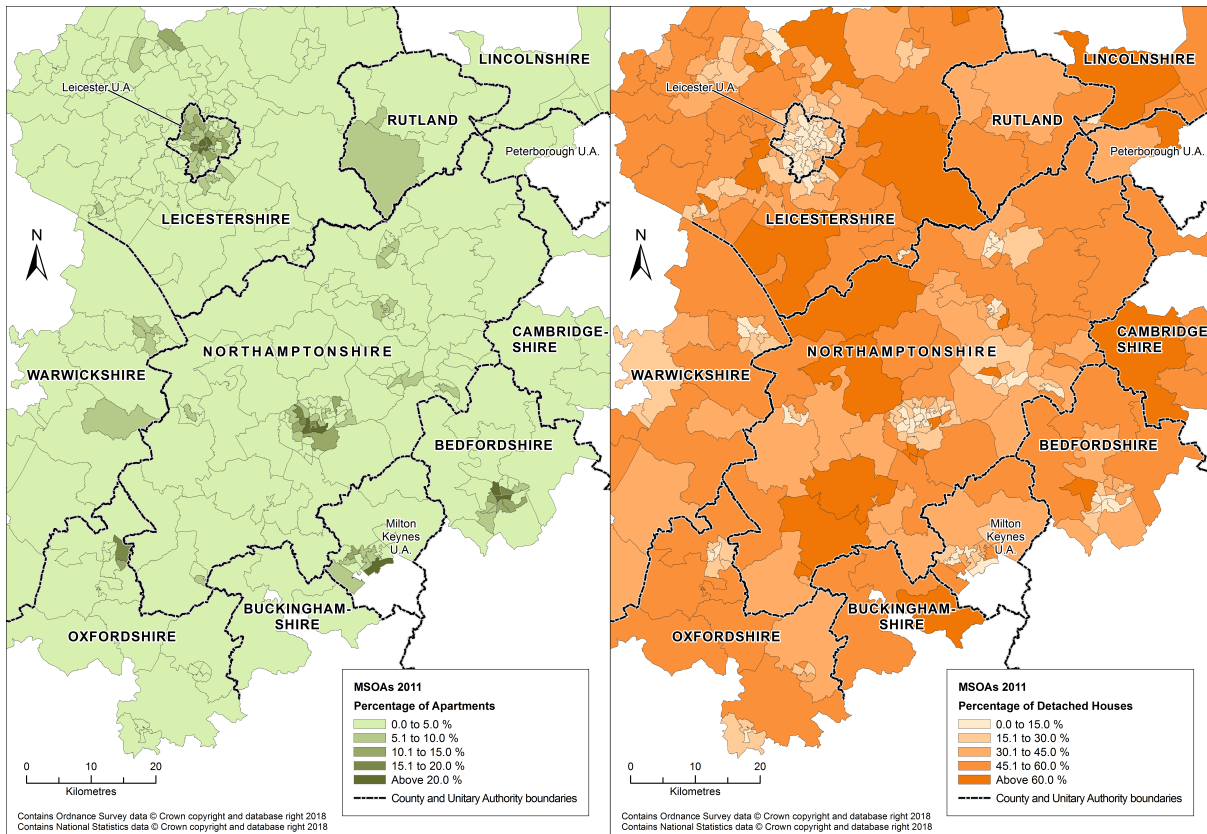 LINCOLNSHIRE
Leicester U.A.
RUTLAND
Peterborough U.A.
LEICESTERSHIRE
N
CAMBRIDGE-
SHIRE
NORTHAMPTONSHIRE
WARWICKSHIRE
BEDFORDSHIRE
Milton
Keynes
U.A.
BUCKINGHAM-
SHIRE
OXFORDSHIRE
MSOAs 2011
Percentage of Apartments
0.0 to 5.0 %
5.1 to 10.0 %
10.1 to 15.0 %
15.1 to 20.0 %
Above 20.0 %
County and Unitary Authority boundaries
0 10 20
Kilometres
Contains Ordnance Survey data © Crown copyright and database right 2018
Contains National Statistics data © Crown copyright and database right 2018
LINCOLNSHIRE
Leicester U.A.
RUTLAND
Peterborough U.A.
LEICESTERSHIRE
N
CAMBRIDGE
SHIRE
NORTHAMPTONSHIRE
WARWICKSHIRE
BEDFORDSHIRE
Milton
Keynes
U.A.
BUCKINGHAM-
SHIRE
OXFORDSHIRE
MSOAs 2011
Percentage of Detached Houses
0.0 to 15.0 %
15.1 to 30.0 %
30.1 to 45.0 %
45.1 to 60.0 %
Above 60.0 %
County and Unitary Authority boundaries
0 10 20
Kilometres
Contains Ordnance Survey data © Crown copyright and database right 2018
Contains National Statistics data © Crown copyright and database right 2018